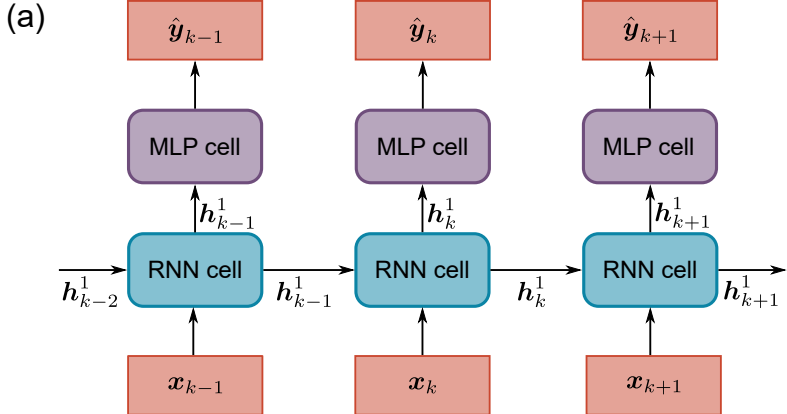 (a)
ŷ_{k−1} ŷ_k ŷ_{k+1}
MLP cell MLP cell MLP cell
h^1_{k−1} h^1_k h^1_{k+1}
RNN cell RNN cell RNN cell
h^1_{k−2} h^1_{k−1} h^1_k h^1_{k+1}
x_{k−1} x_k x_{k+1}